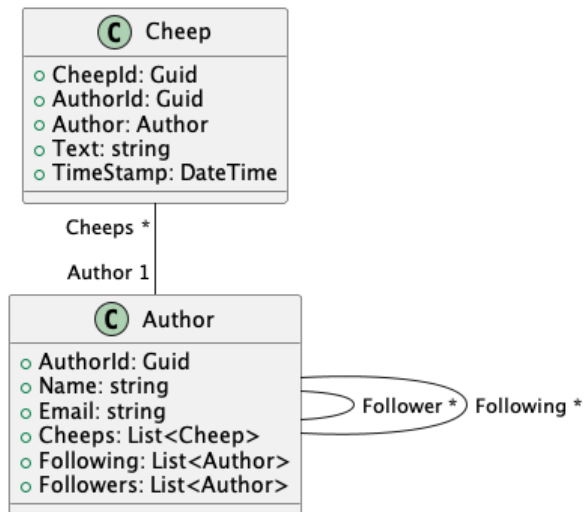 C Cheep
CheepId: Guid
AuthorId: Guid
Author: Author
Text: string
TimeStamp: DateTime
Cheeps *
Author 1
C Author
AuthorId: Guid
Name: string
Email: string
Cheeps: List<Cheep>
Following: List<Author>
Followers: List<Author>
Follower *
Following *